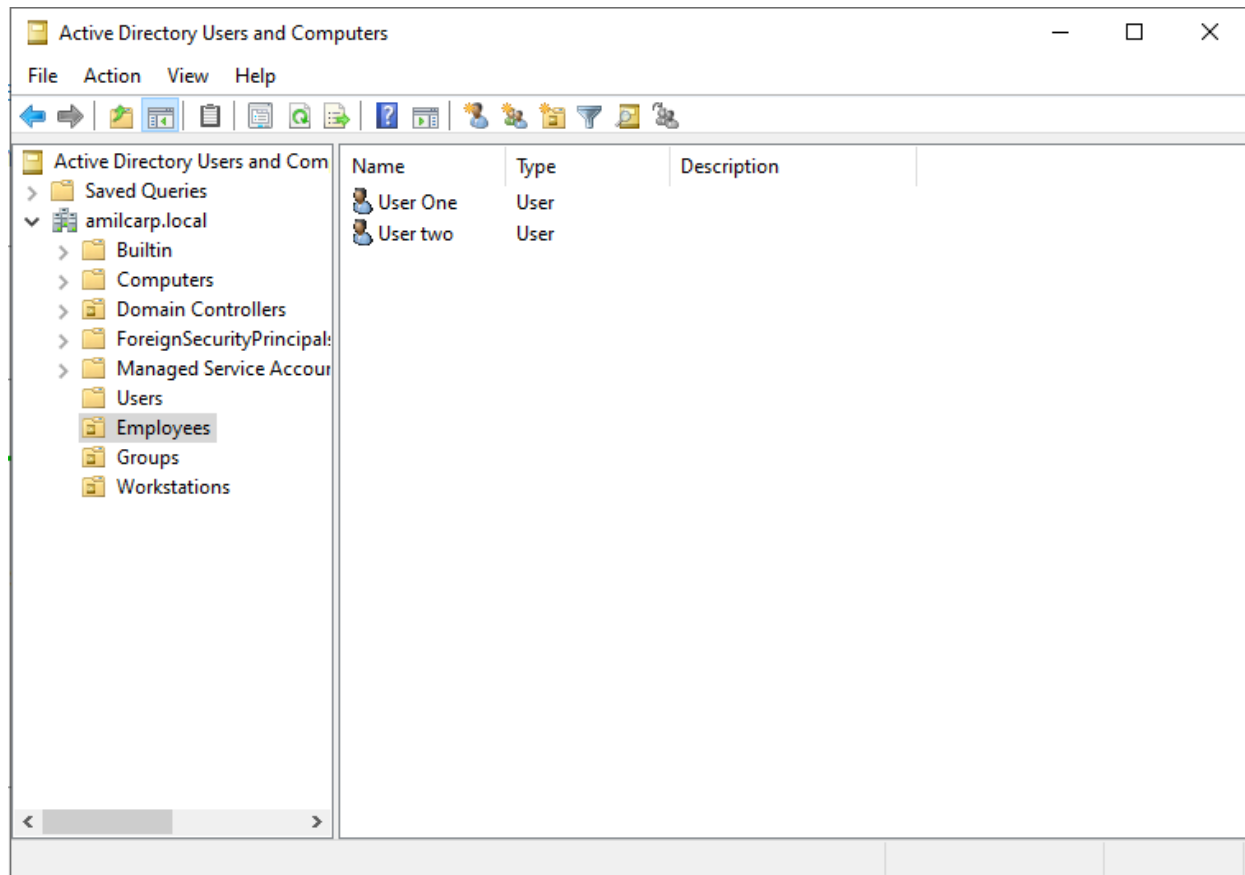 Active Directory Users and Computers
File Action View Help
Active Directory Users and Com
Saved Queries
amilcarp.local
Builtin
Computers
Domain Controllers
ForeignSecurityPrincipals
Managed Service Accour
Users
Employees
Groups
Workstations
Name Type Description
User One User
User two User